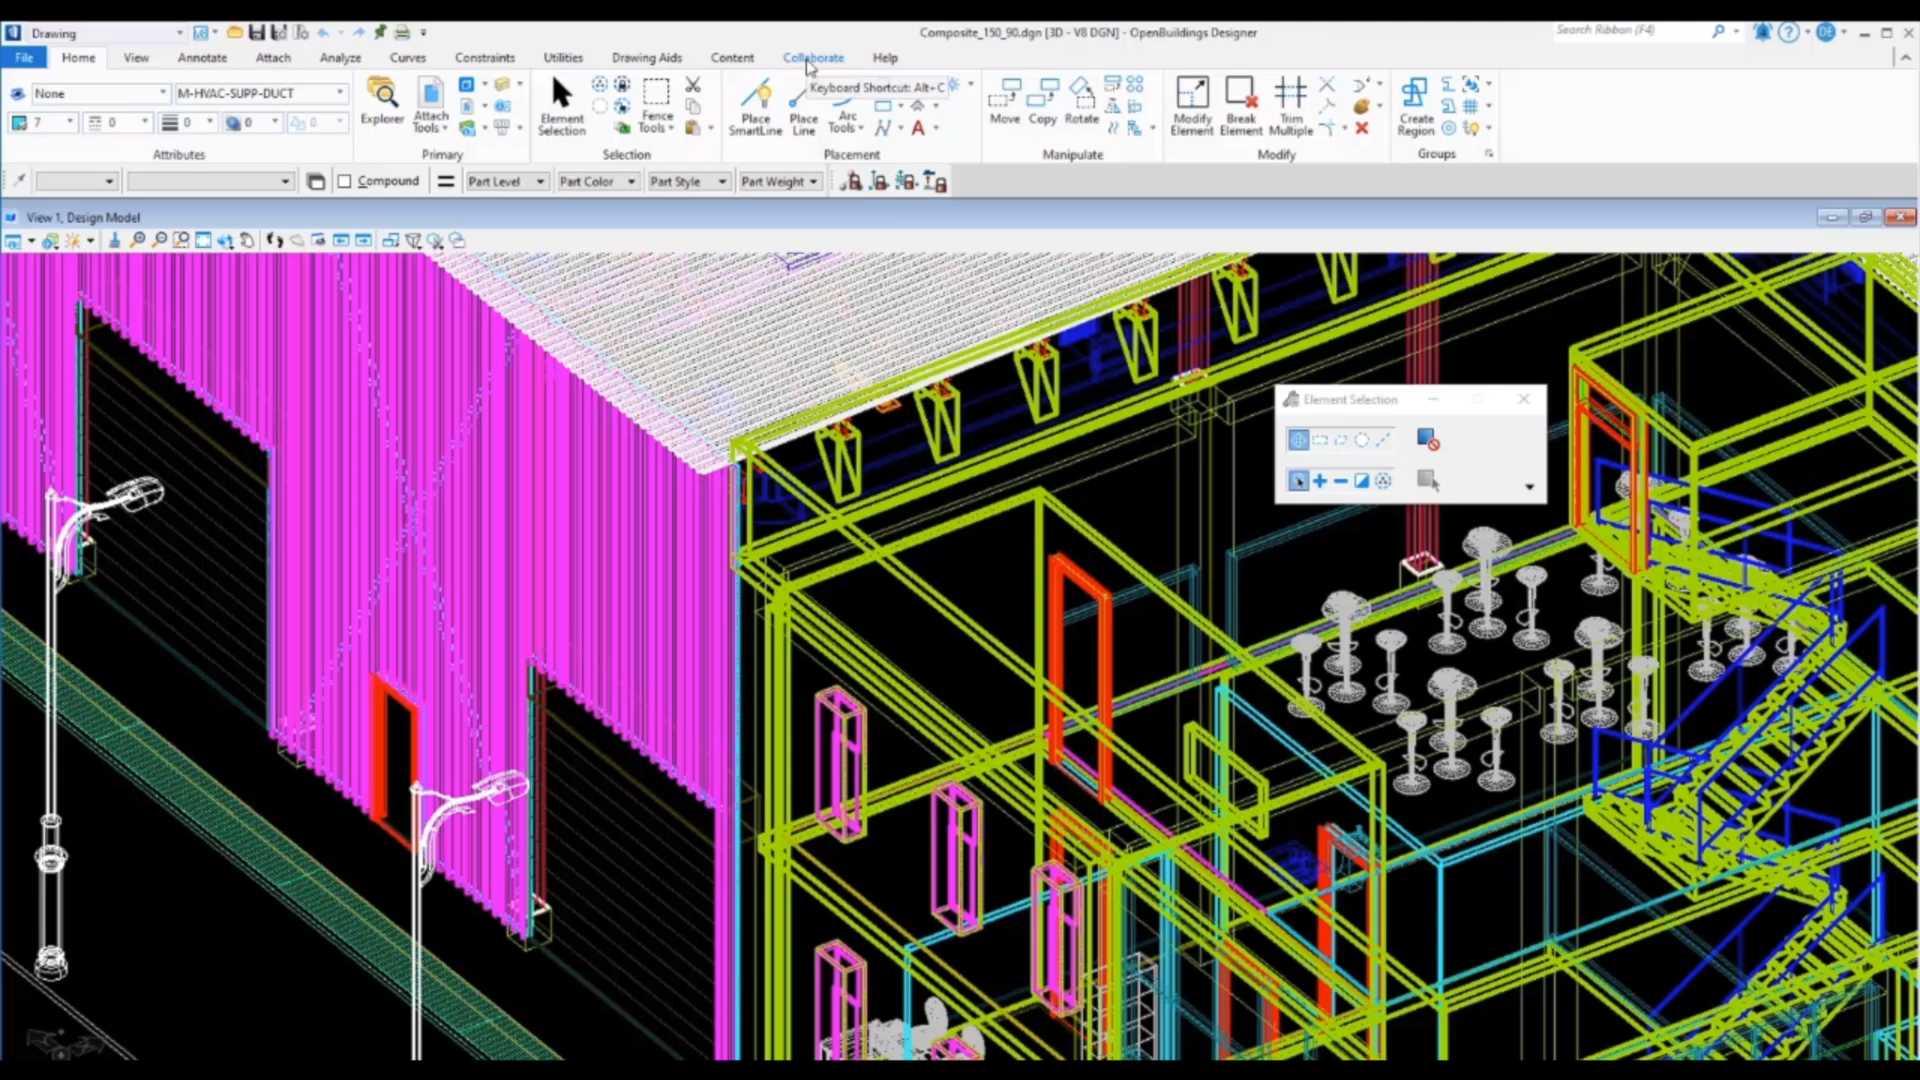 Drawing
Composite_150_90.dgn [3D - V8 DGN] - OpenBuildings Designer
Search Ribbon (F4)
File Home View Annotate Attach Analyze Curves Constraints Utilities Drawing Aids Content Collaborate Help
Keyboard Shortcut: Alt+C
None
M-HVAC-SUPP-DUCT
7 0 0 0 0
Explorer
Attach Tools
Element Selection
Fence Tools
Place SmartLine
Place Line
Arc Tools
Move
Copy
Rotate
Modify Element
Break Element
Trim Multiple
Create Region
Attributes
Primary
Selection
Placement
Manipulate
Modify
Groups
Compound
Part Level
Part Color
Part Style
Part Weight
View 1, Design Model
Element Selection